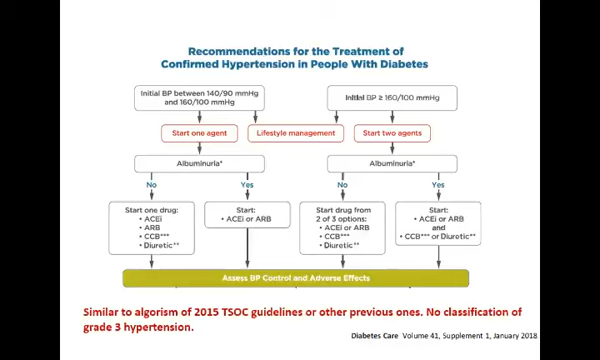 Recommendations for the Treatment of
Confirmed Hypertension in People With Diabetes
Initial BP between 140/90 mmHg
and 160/100 mmHg
Initial BP ≥ 160/100 mmHg
Start one agent
Lifestyle management
Start two agents
Albuminuria*
Albuminuria*
No
Yes
No
Yes
Start one drug:
• ACEi
• ARB
• CCB***
• Diuretic**
Start:
• ACEi or ARB
Start drug from
2 of 3 options:
• ACEi or ARB
• CCB***
• Diuretic**
Start:
• ACEi or ARB
and
• CCB*** or Diuretic**
Assess BP Control and Adverse Effects
Similar to algorism of 2015 TSOC guidelines or other previous ones. No classification of
grade 3 hypertension.
Diabetes Care Volume 41, Supplement 1, January 2018